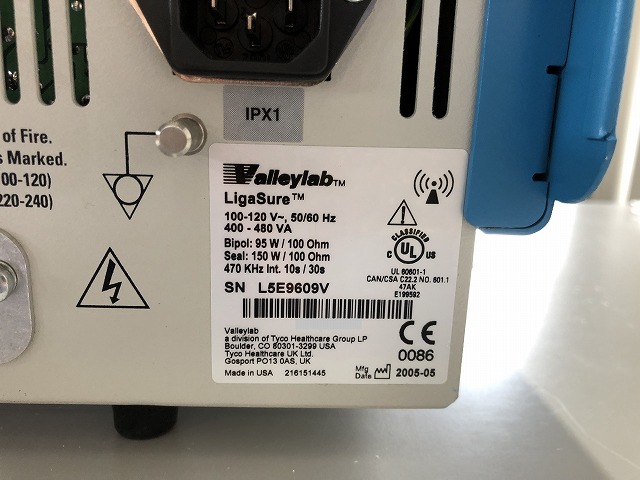 IPX1
of Fire.
s Marked.
00-120)
220-240)
Valleylab™
LigaSure™
100-120 V~, 50/60 Hz
400 - 480 VA
Bipol: 95 W / 100 Ohm
Seal: 150 W / 100 Ohm
470 KHz Int. 10s / 30s
SN L5E9609V
CLASSIFIED
C UL US
UL 60601-1
CAN/CSA C22.2 NO. 601.1
47AK
E199592
Valleylab
a division of Tyco Healthcare Group LP
Boulder, CO 80301-3299 USA
Tyco Healthcare UK Ltd.
Gosport PO13 0AS, UK
Made in USA 216151445
CE
0086
Mfg
Date 2005-05